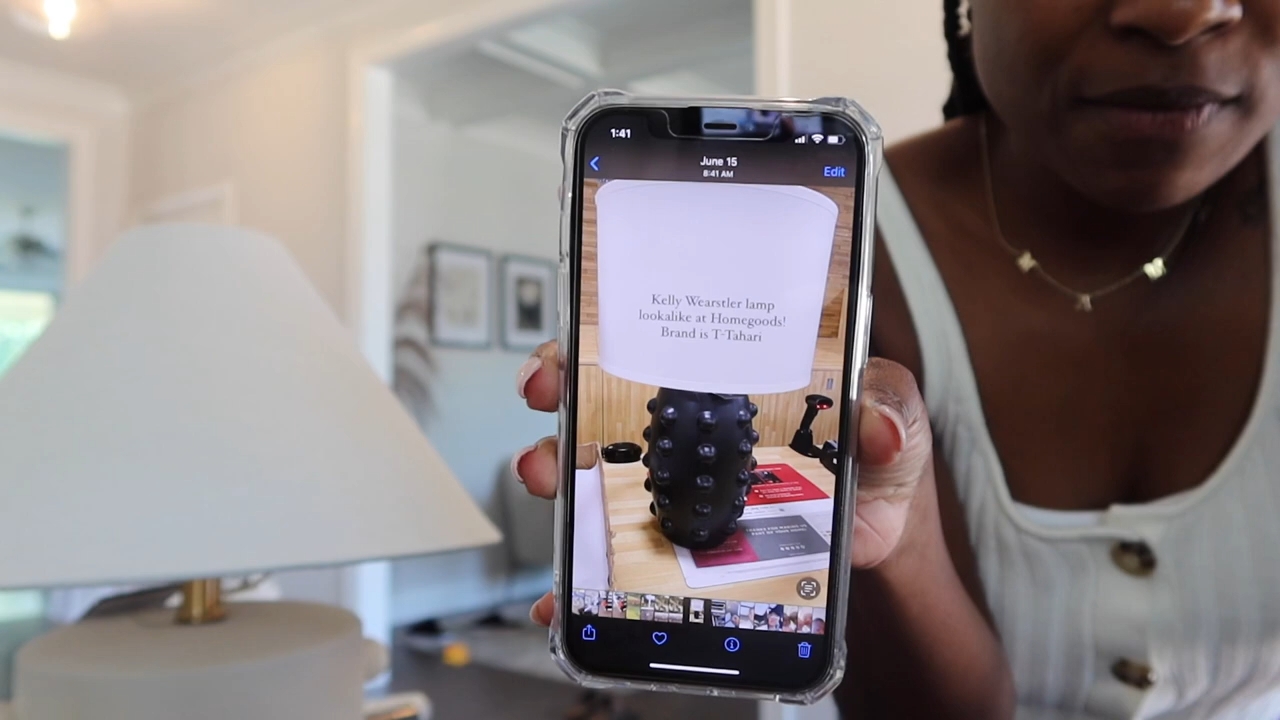 1:41
June 15
8:41 AM
Edit
Kelly Wearstler lamp
lookalike at Homegoods!
Brand is T-Tahari